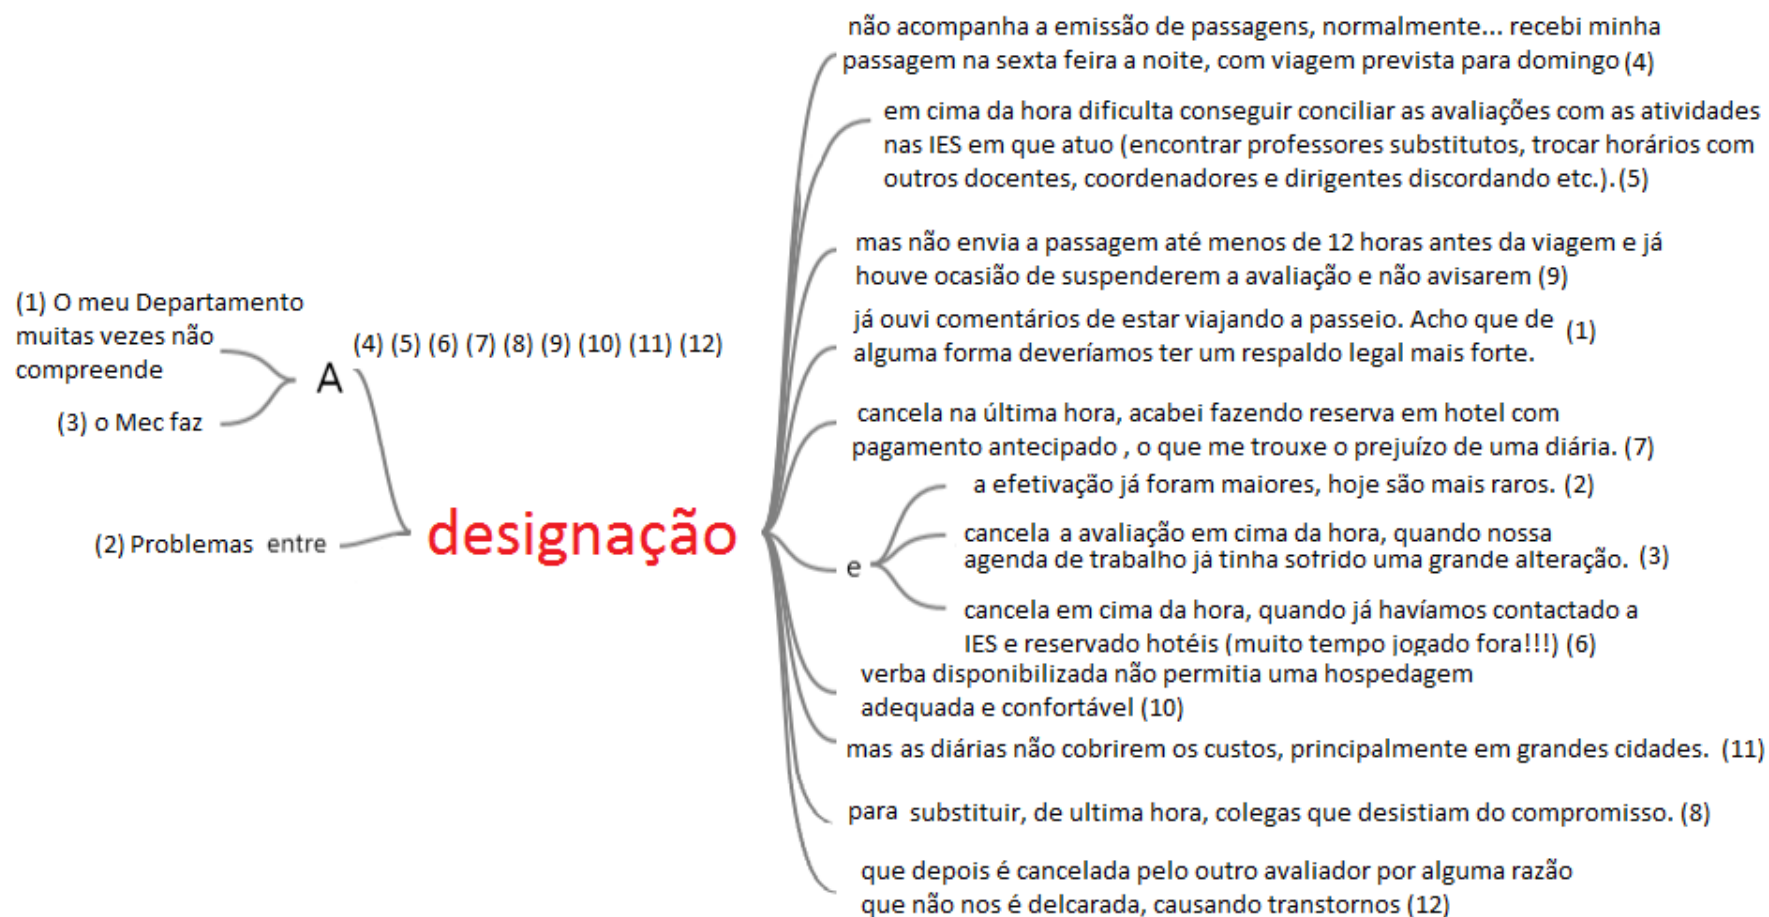 (1) O meu Departamento
muitas vezes não
compreende
(3) o Mec faz
A
(4) (5) (6) (7) (8) (9) (10) (11) (12)
(2) Problemas entre
designação
não acompanha a emissão de passagens, normalmente... recebi minha
passagem na sexta feira a noite, com viagem prevista para domingo (4)
em cima da hora dificulta conseguir conciliar as avaliações com as atividades
nas IES em que atuo (encontrar professores substitutos, trocar horários com
outros docentes, coordenadores e dirigentes discordando etc.). (5)
mas não envia a passagem até menos de 12 horas antes da viagem e já
houve ocasião de suspenderem a avaliação e não avisarem (9)
já ouvi comentários de estar viajando a passeio. Acho que de (1)
alguma forma deveríamos ter um respaldo legal mais forte.
cancela na última hora, acabei fazendo reserva em hotel com
pagamento antecipado , o que me trouxe o prejuízo de uma diária. (7)
e
a efetivação já foram maiores, hoje são mais raros. (2)
cancela a avaliação em cima da hora, quando nossa
agenda de trabalho já tinha sofrido uma grande alteração. (3)
cancela em cima da hora, quando já havíamos contactado a
IES e reservado hotéis (muito tempo jogado fora!!!) (6)
verba disponibilizada não permitia uma hospedagem
adequada e confortável (10)
mas as diárias não cobrirem os custos, principalmente em grandes cidades. (11)
para substituir, de ultima hora, colegas que desistiam do compromisso. (8)
que depois é cancelada pelo outro avaliador por alguma razão
que não nos é delcarada, causando transtornos (12)